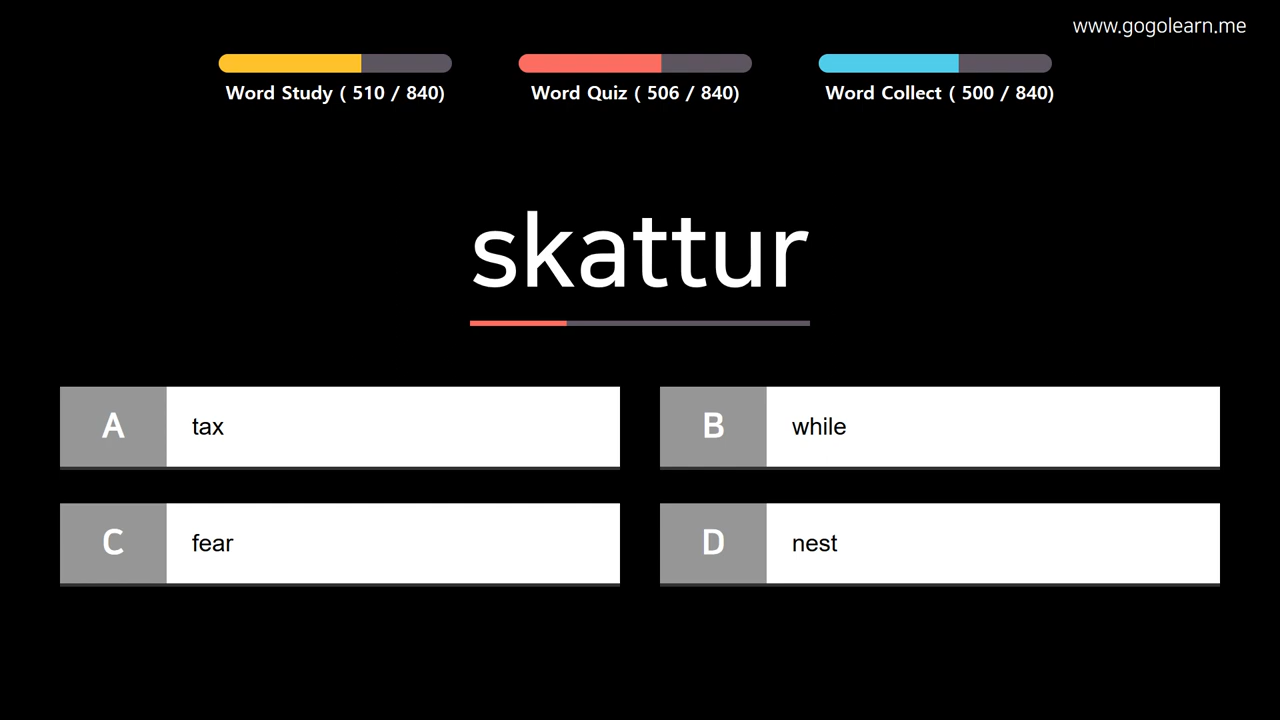 www.gogolearn.me
Word Study ( 510 / 840)
Word Quiz ( 506 / 840)
Word Collect ( 500 / 840)
skattur
A tax
B while
C fear
D nest